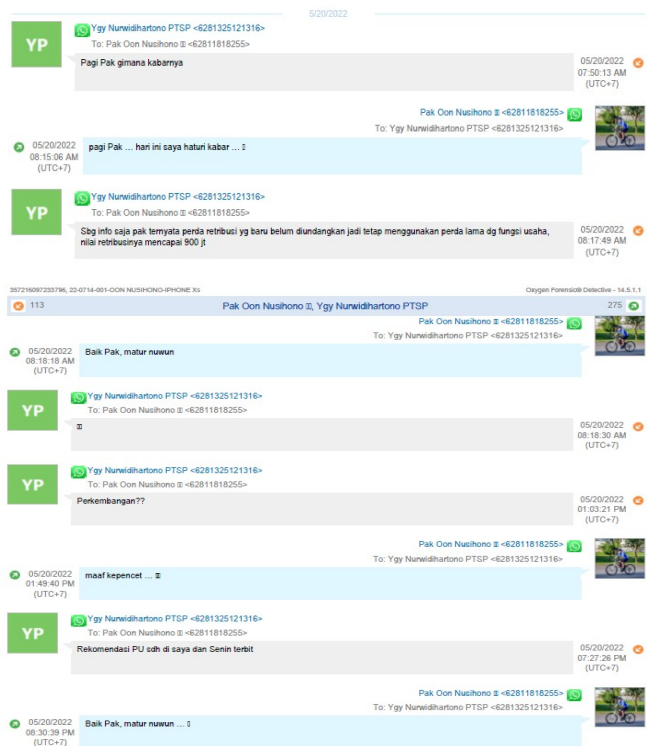 5/20/2022
YP
Ygy Nurwidihartono PTSP <6281325121316>
To: Pak Oon Nusihono <62811818255>
Pagi Pak gimana kabarnya
05/20/2022
07:50:13 AM
(UTC+7)
Pak Oon Nusihono <62811818255>
To: Ygy Nurwidihartono PTSP <6281325121316>
05/20/2022
08:15:06 AM
(UTC+7)
pagi Pak ... hari ini saya haturi kabar ...
YP
Ygy Nurwidihartono PTSP <6281325121316>
To: Pak Oon Nusihono <62811818255>
Sbg info saja pak ternyata perda retribusi yg baru belum diundangkan jadi tetap menggunakan perda lama dg fungsi usaha,
nilai retribusinya mencapai 900 jt
05/20/2022
08:17:49 AM
(UTC+7)
357216097233796, 22-0714-001-OON NUSIHONO-IPHONE Xs
Oxygen Forensic® Detective - 14.5.1.1
113
Pak Oon Nusihono, Ygy Nurwidihartono PTSP
275
Pak Oon Nusihono <62811818255>
To: Ygy Nurwidihartono PTSP <6281325121316>
05/20/2022
08:18:18 AM
(UTC+7)
Baik Pak, matur nuwun
YP
Ygy Nurwidihartono PTSP <6281325121316>
To: Pak Oon Nusihono <62811818255>
05/20/2022
08:18:30 AM
(UTC+7)
YP
Ygy Nurwidihartono PTSP <6281325121316>
To: Pak Oon Nusihono <62811818255>
Perkembangan??
05/20/2022
01:03:21 PM
(UTC+7)
Pak Oon Nusihono <62811818255>
To: Ygy Nurwidihartono PTSP <6281325121316>
05/20/2022
01:49:40 PM
(UTC+7)
maaf kepencet ...
YP
Ygy Nurwidihartono PTSP <6281325121316>
To: Pak Oon Nusihono <62811818255>
Rekomendasi PU sdh di saya dan Senin terbit
05/20/2022
07:27:26 PM
(UTC+7)
Pak Oon Nusihono <62811818255>
To: Ygy Nurwidihartono PTSP <6281325121316>
05/20/2022
08:30:39 PM
(UTC+7)
Baik Pak, matur nuwun ...